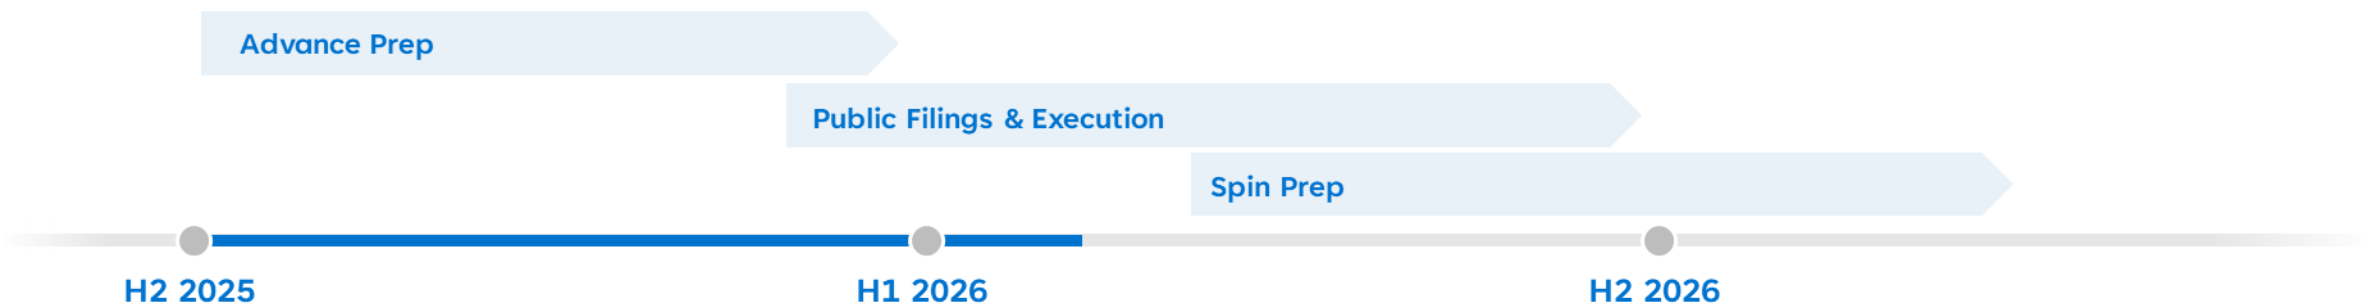 Advance Prep
Public Filings & Execution
Spin Prep
H2 2025
H1 2026
H2 2026